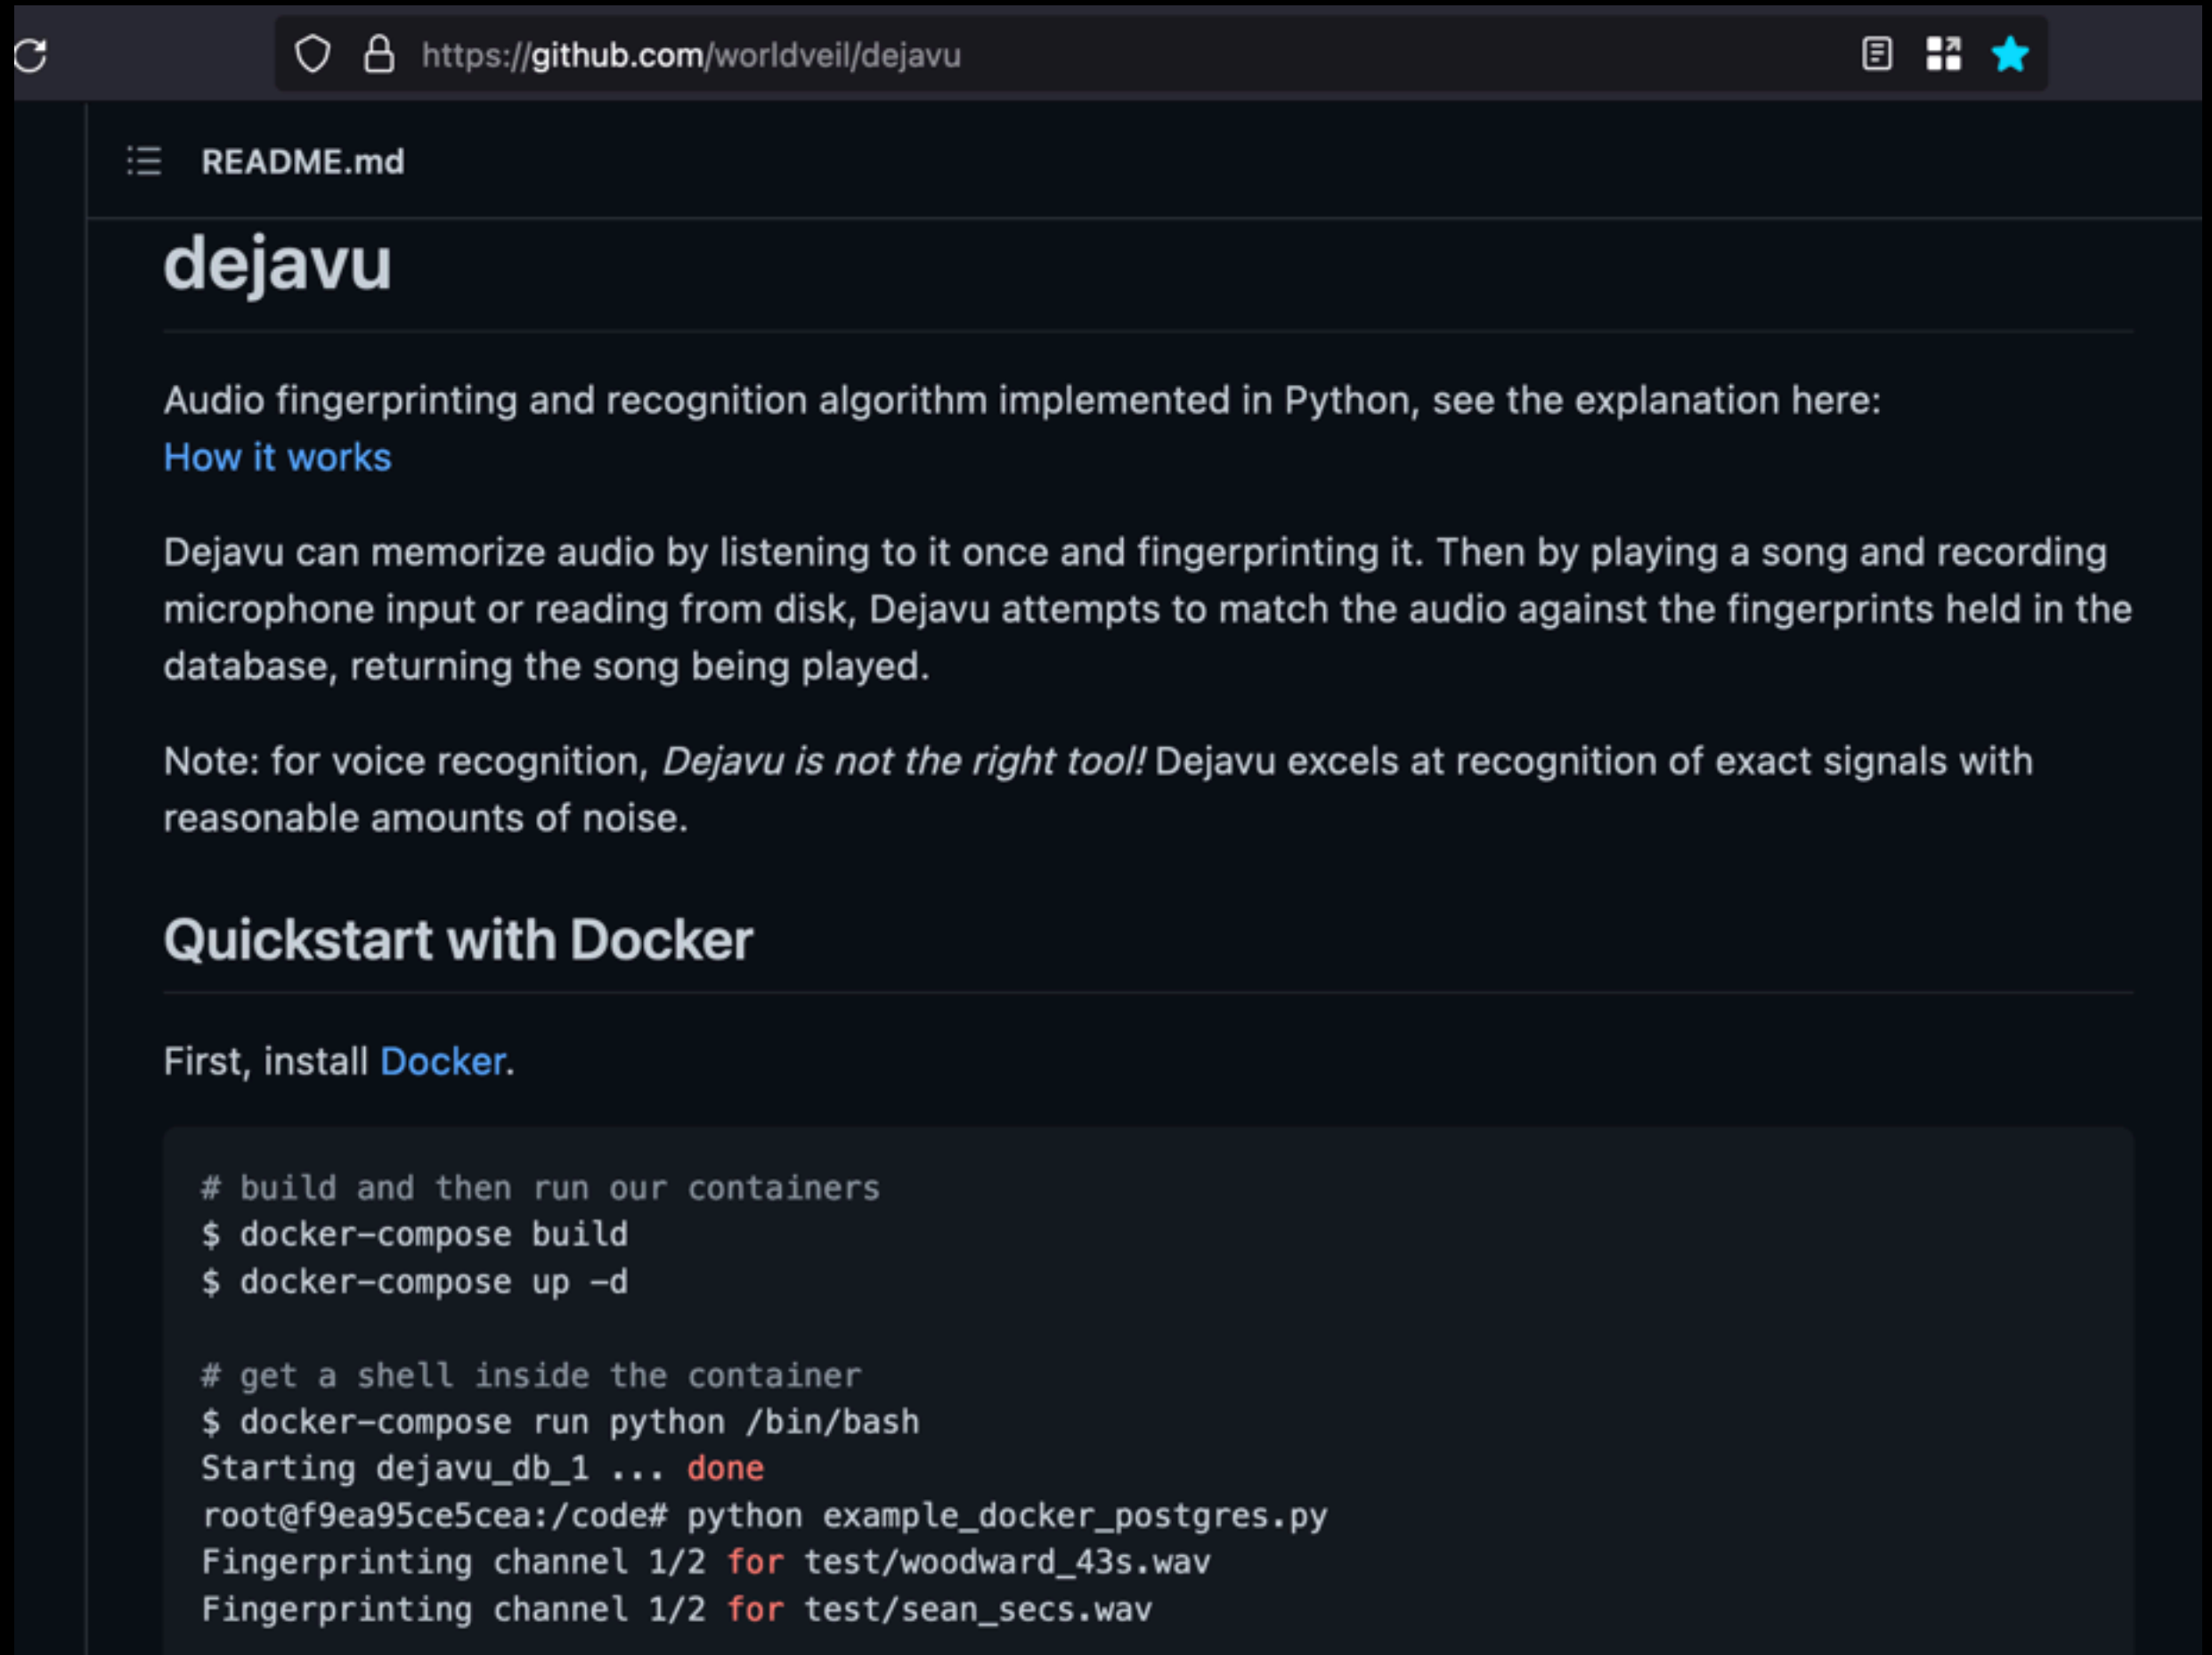 https://github.com/worldveil/dejavu
README.md
dejavu
Audio fingerprinting and recognition algorithm implemented in Python, see the explanation here:
How it works
Dejavu can memorize audio by listening to it once and fingerprinting it. Then by playing a song and recording
microphone input or reading from disk, Dejavu attempts to match the audio against the fingerprints held in the
database, returning the song being played.
Note: for voice recognition, Dejavu is not the right tool! Dejavu excels at recognition of exact signals with
reasonable amounts of noise.
Quickstart with Docker
First, install Docker.
# build and then run our containers
$ docker-compose build
$ docker-compose up -d
# get a shell inside the container
$ docker-compose run python /bin/bash
Starting dejavu_db_1 ... done
root@f9ea95ce5cea:/code# python example_docker_postgres.py
Fingerprinting channel 1/2 for test/woodward_43s.wav
Fingerprinting channel 1/2 for test/sean_secs.wav